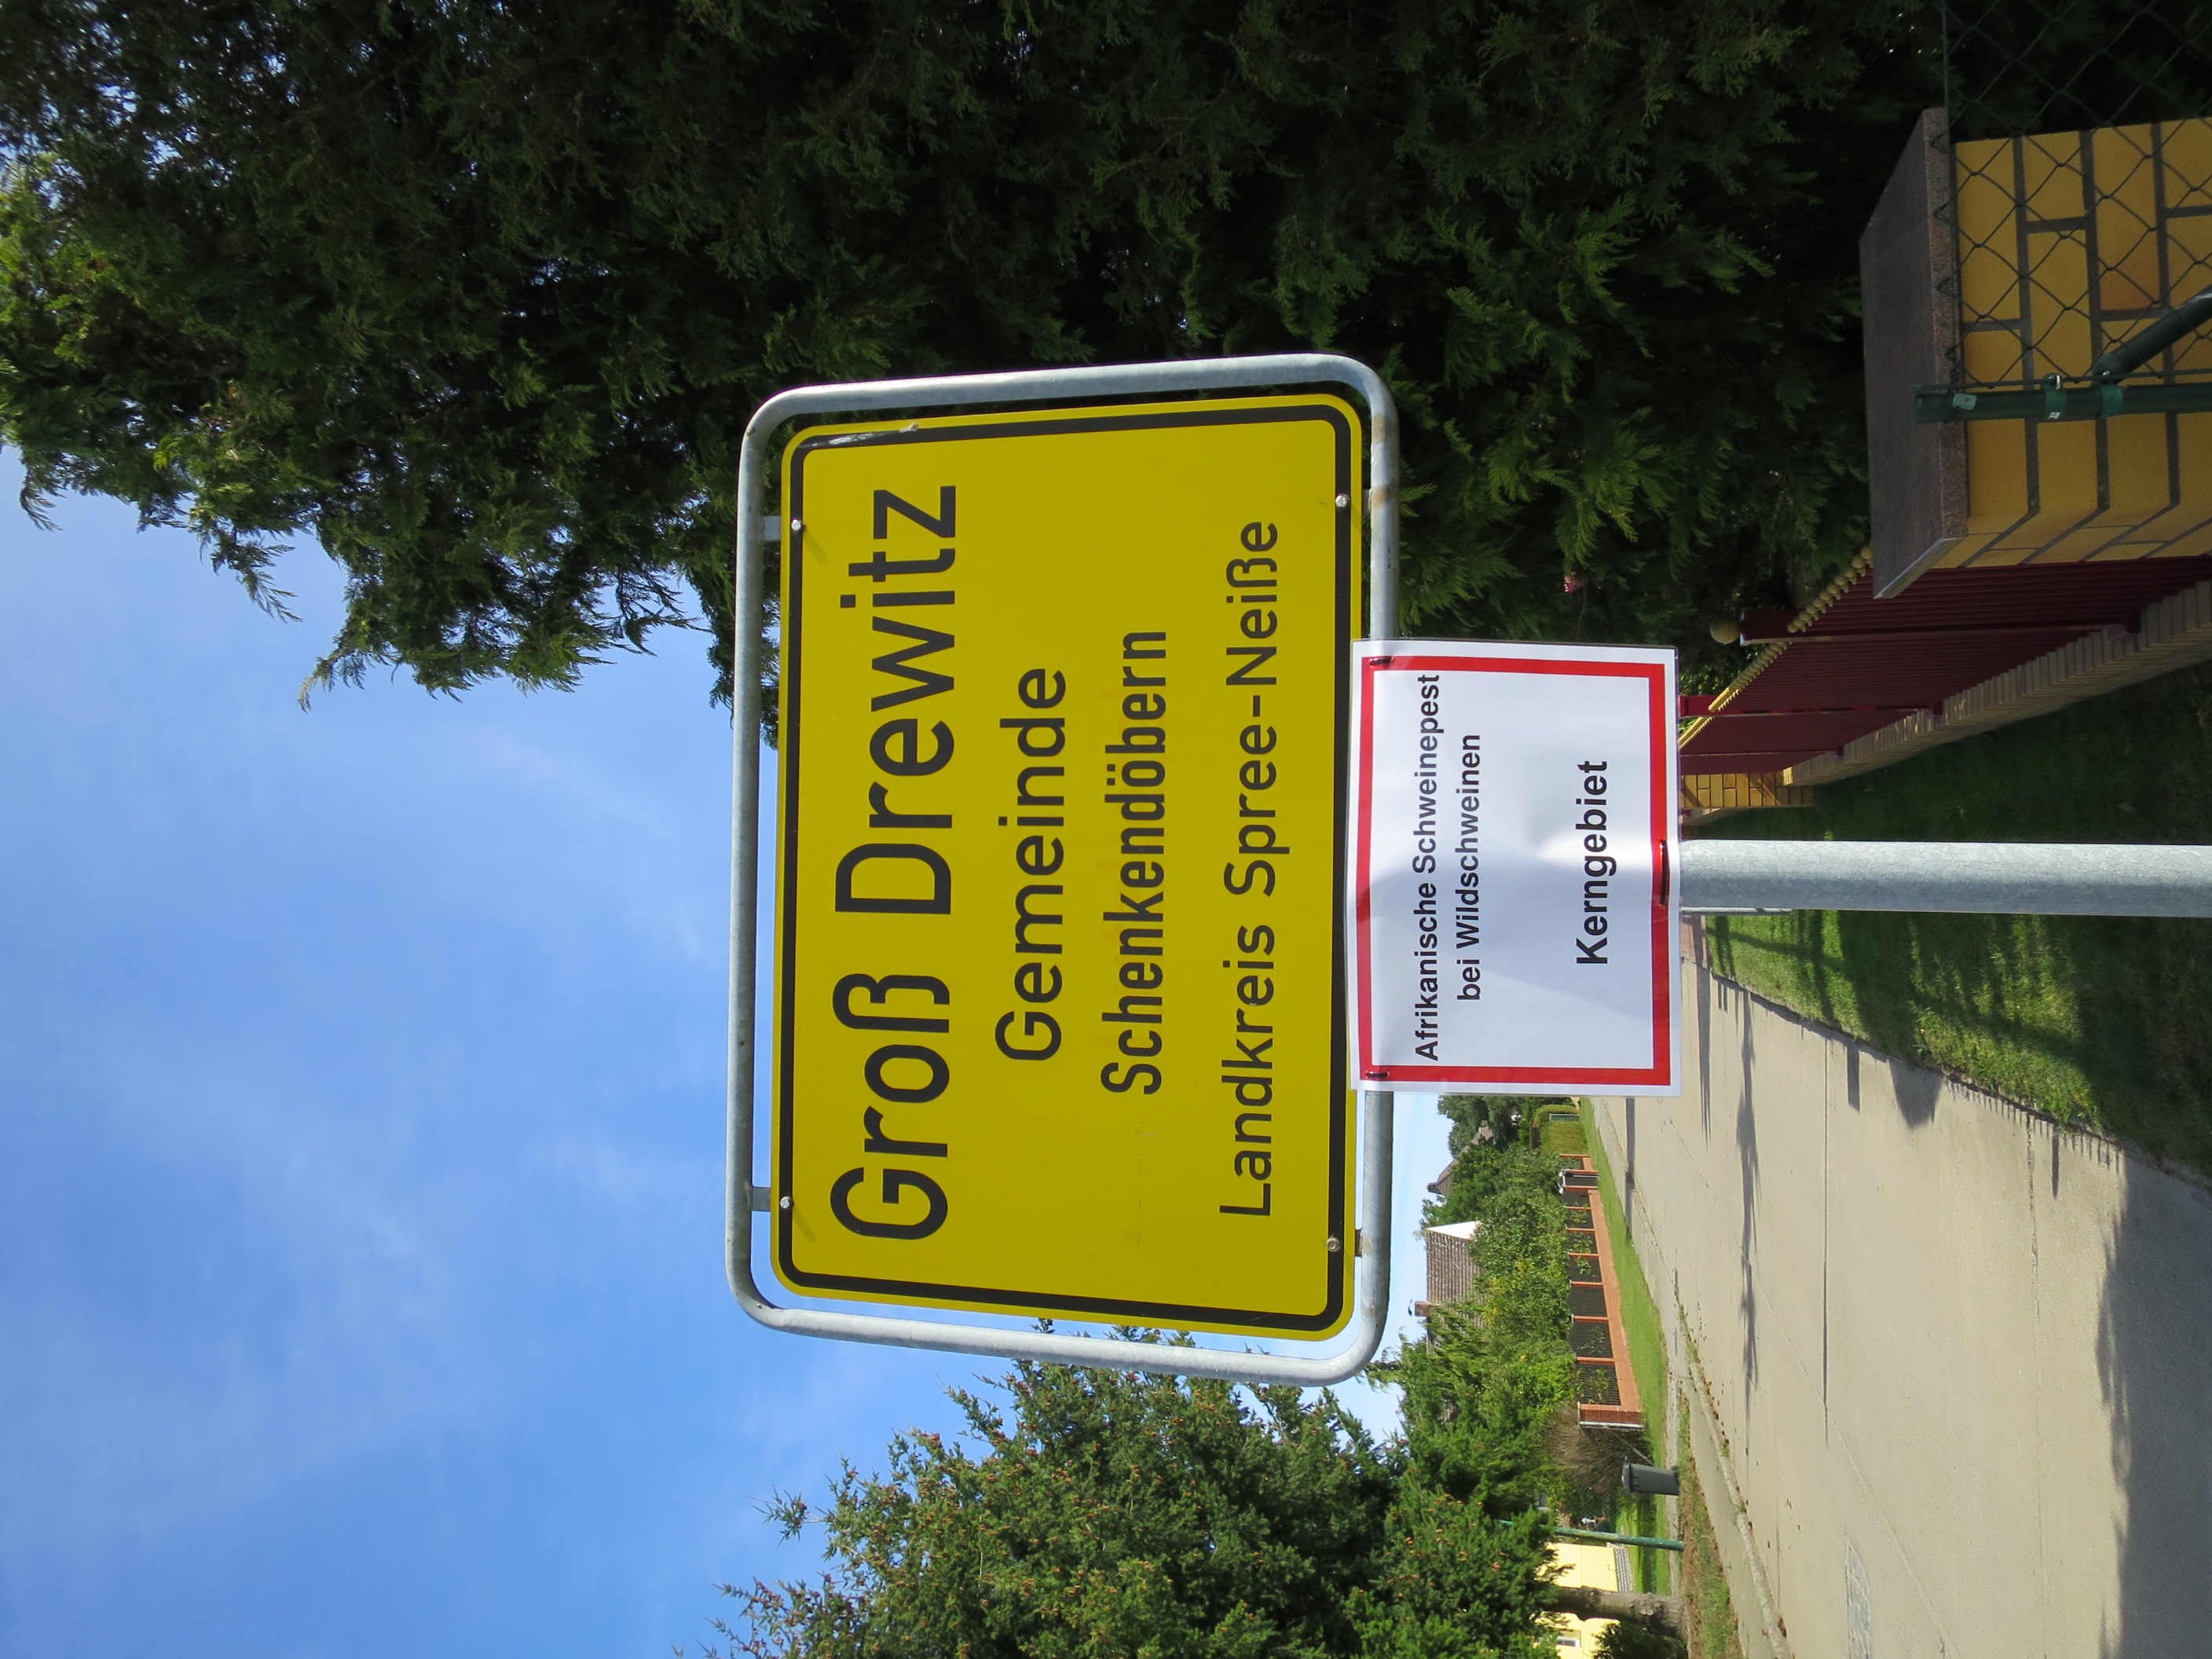 Groß Drewitz
Gemeinde
Schenkendöbern
Landkreis Spree-Neiße
Afrikanische Schweinepest
bei Wildschweinen
Kerngebiet